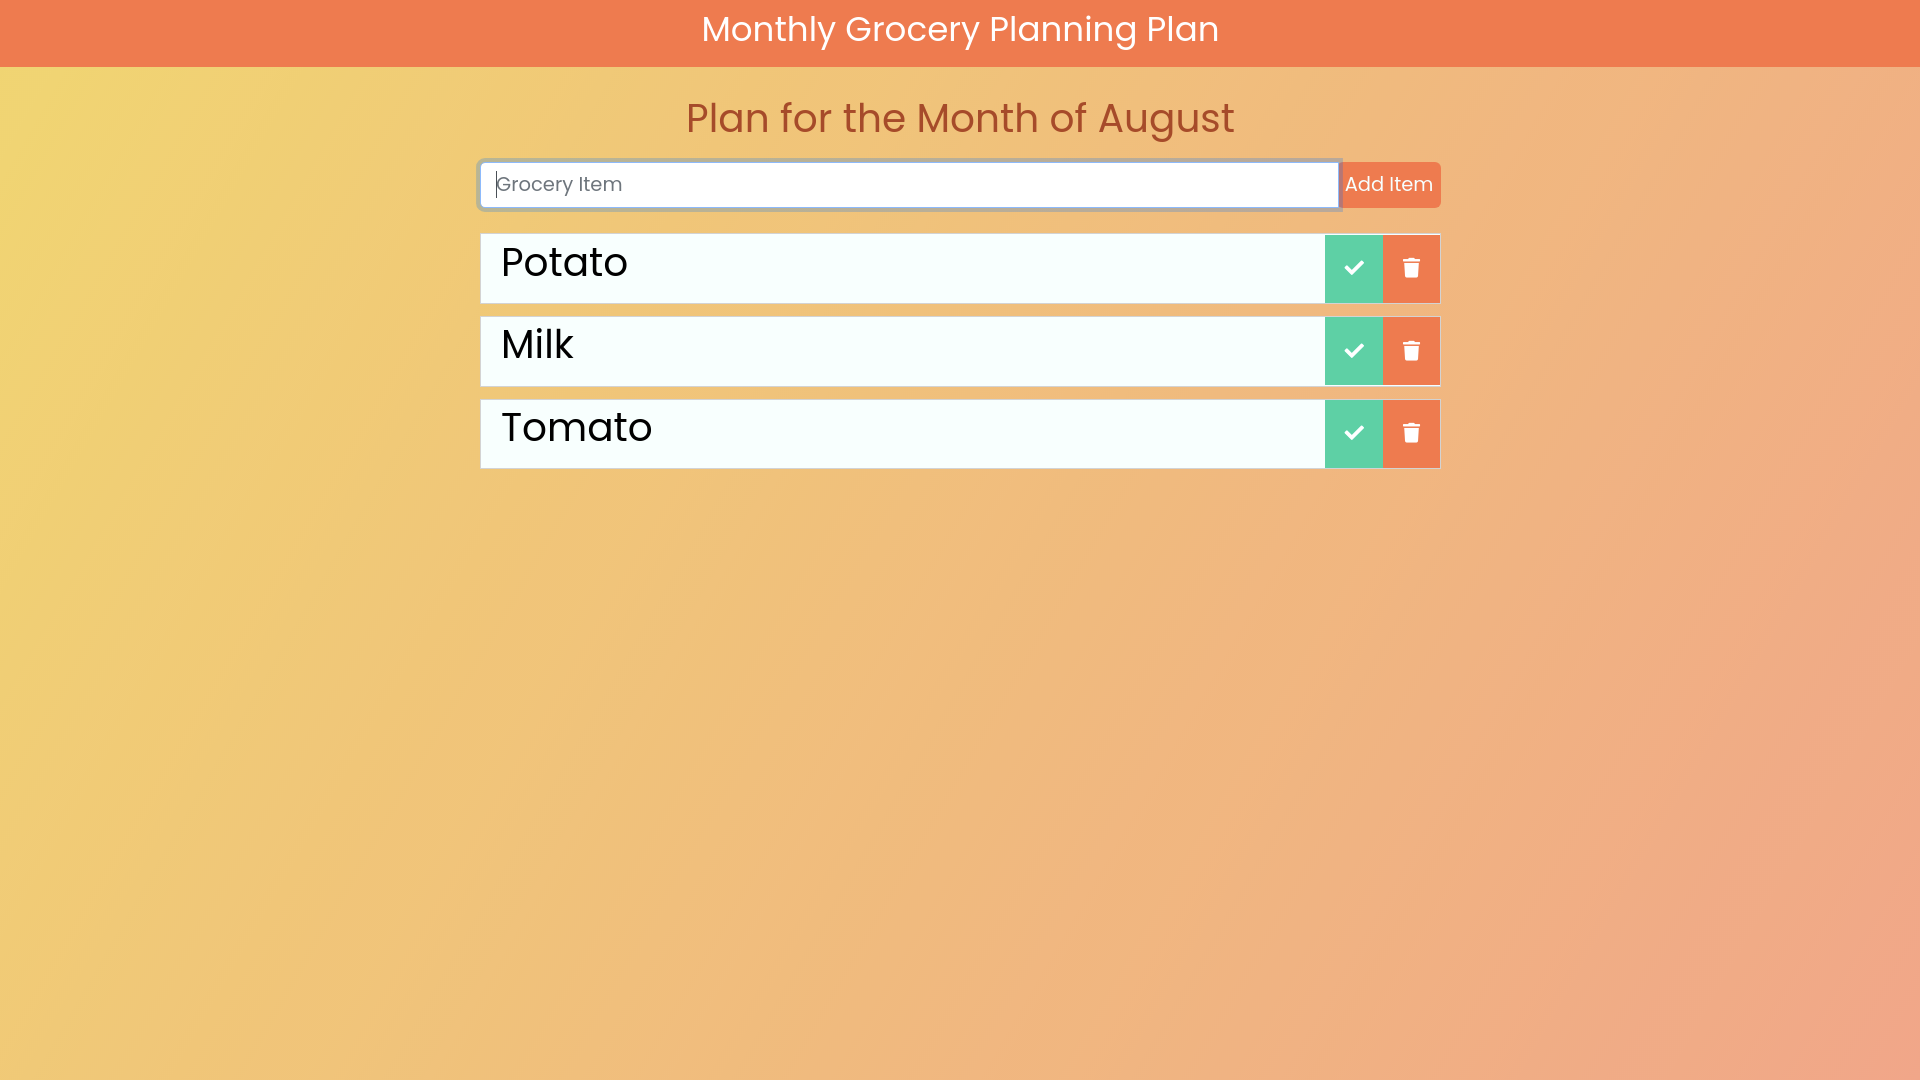 Monthly Grocery Planning Plan
Plan for the Month of August
Grocery Item
Add Item
Potato
Milk
Tomato